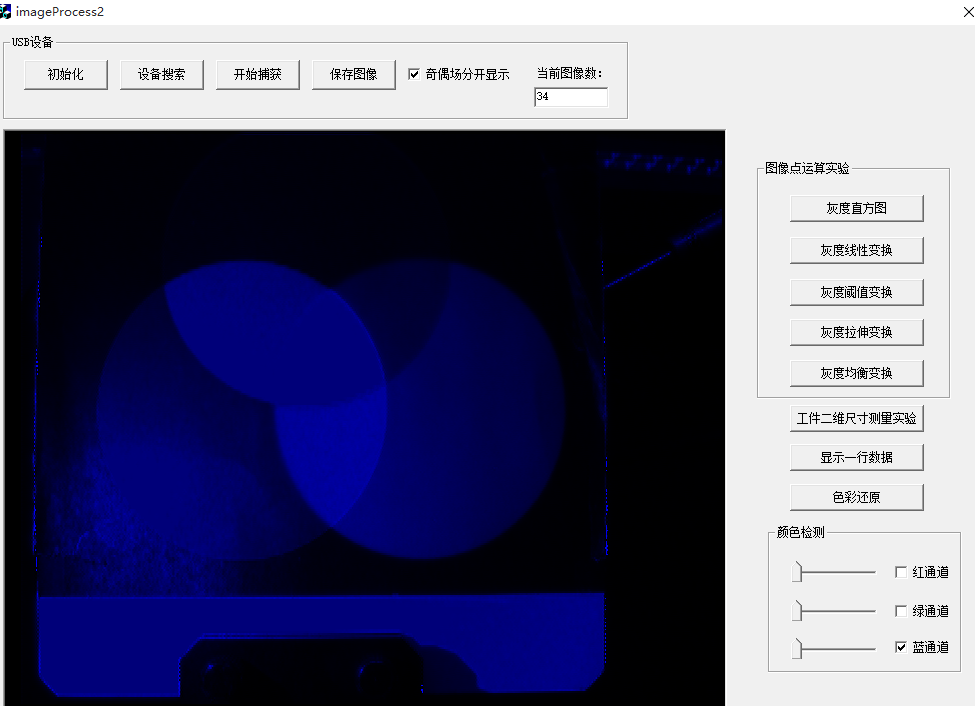 imageProcess2
USB设备
初始化
设备搜索
开始捕获
保存图像
奇偶场分开显示
当前图像数：
34
图像点运算实验
灰度直方图
灰度线性变换
灰度阈值变换
灰度拉伸变换
灰度均衡变换
工件二维尺寸测量实验
显示一行数据
色彩还原
颜色检测
红通道
绿通道
蓝通道